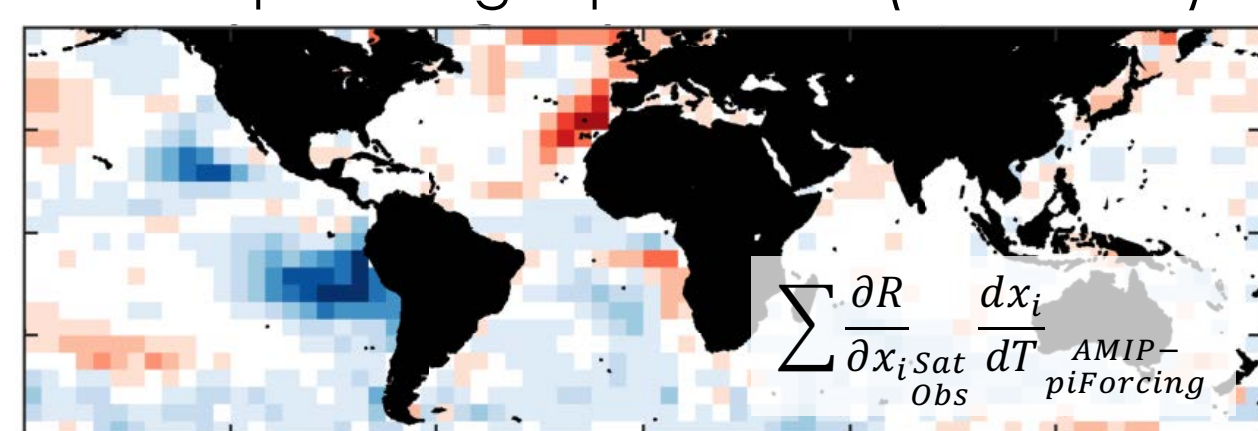 ∑ ∂R/∂x_i Sat Obs dx_i/dT AMIP− piForcing